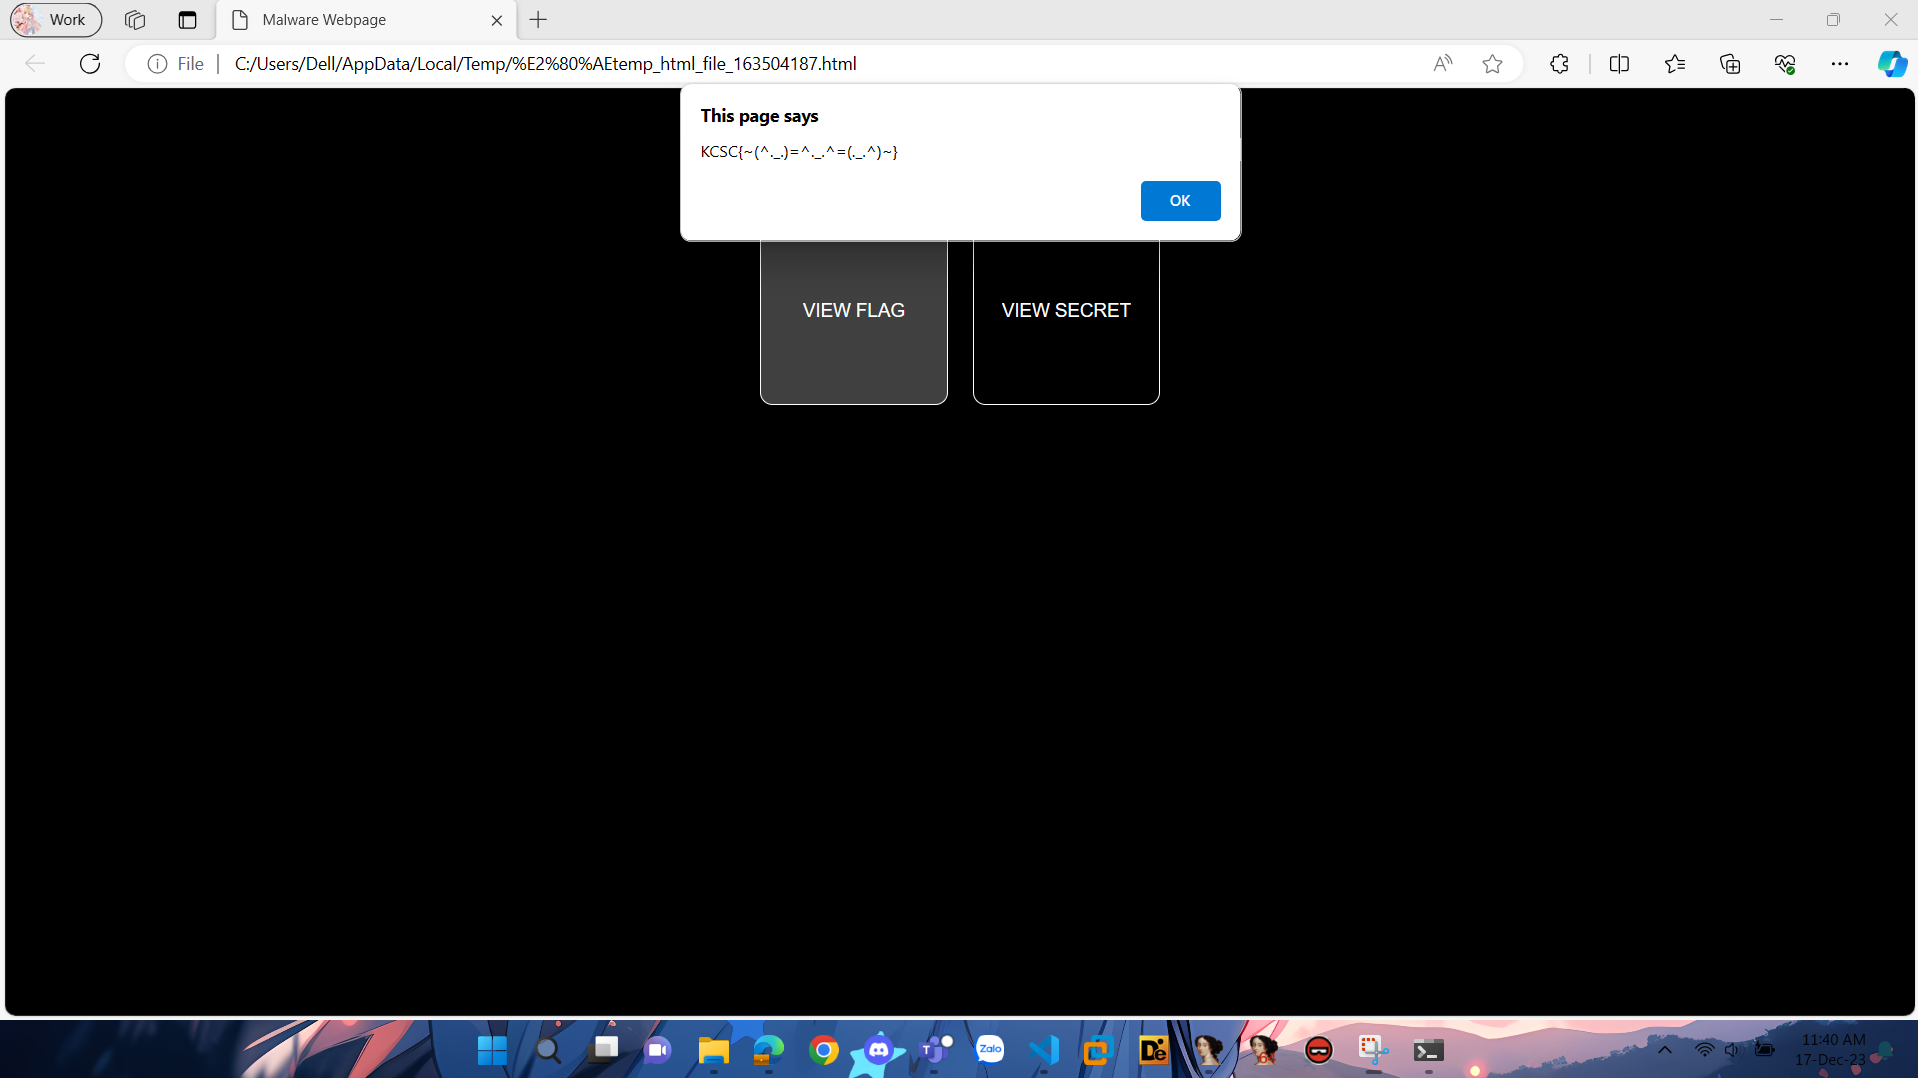 Work
Malware Webpage
File
C:/Users/Dell/AppData/Local/Temp/%E2%80%AEtemp_html_file_163504187.html
This page says
KCSC{~(^._.)=^._.^=(._.^)~}
OK
VIEW FLAG
VIEW SECRET
Zalo
De
64
11:40 AM
17-Dec-23